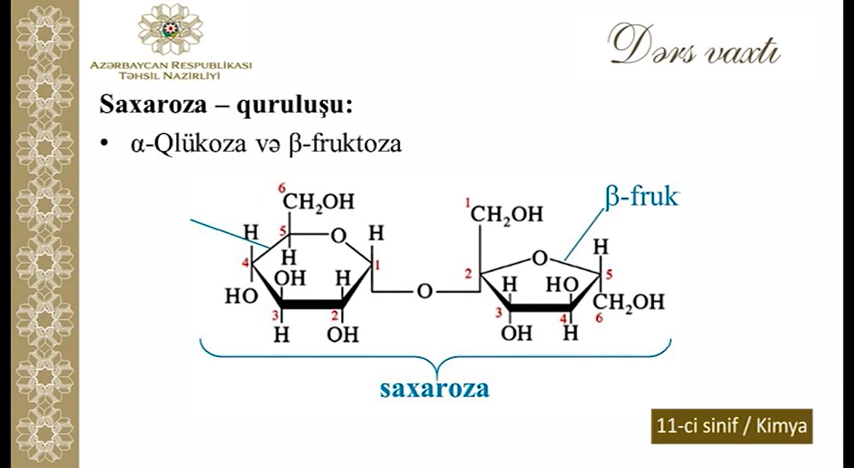 AZƏRBAYCAN RESPUBLİKASI
TƏHSİL NAZİRLİYİ
Dərs vaxtı
Saxaroza – quruluşu:
• α-Qlükoza və β-fruktoza
β-fruk
6
CH₂OH
1
CH₂OH
H
5
O
H
H
4
H
1
2
O
H
5
OH
H
O
H
HO
HO
CH₂OH
3
2
3
4
6
H
OH
OH
H
saxaroza
11-ci sinif / Kimya